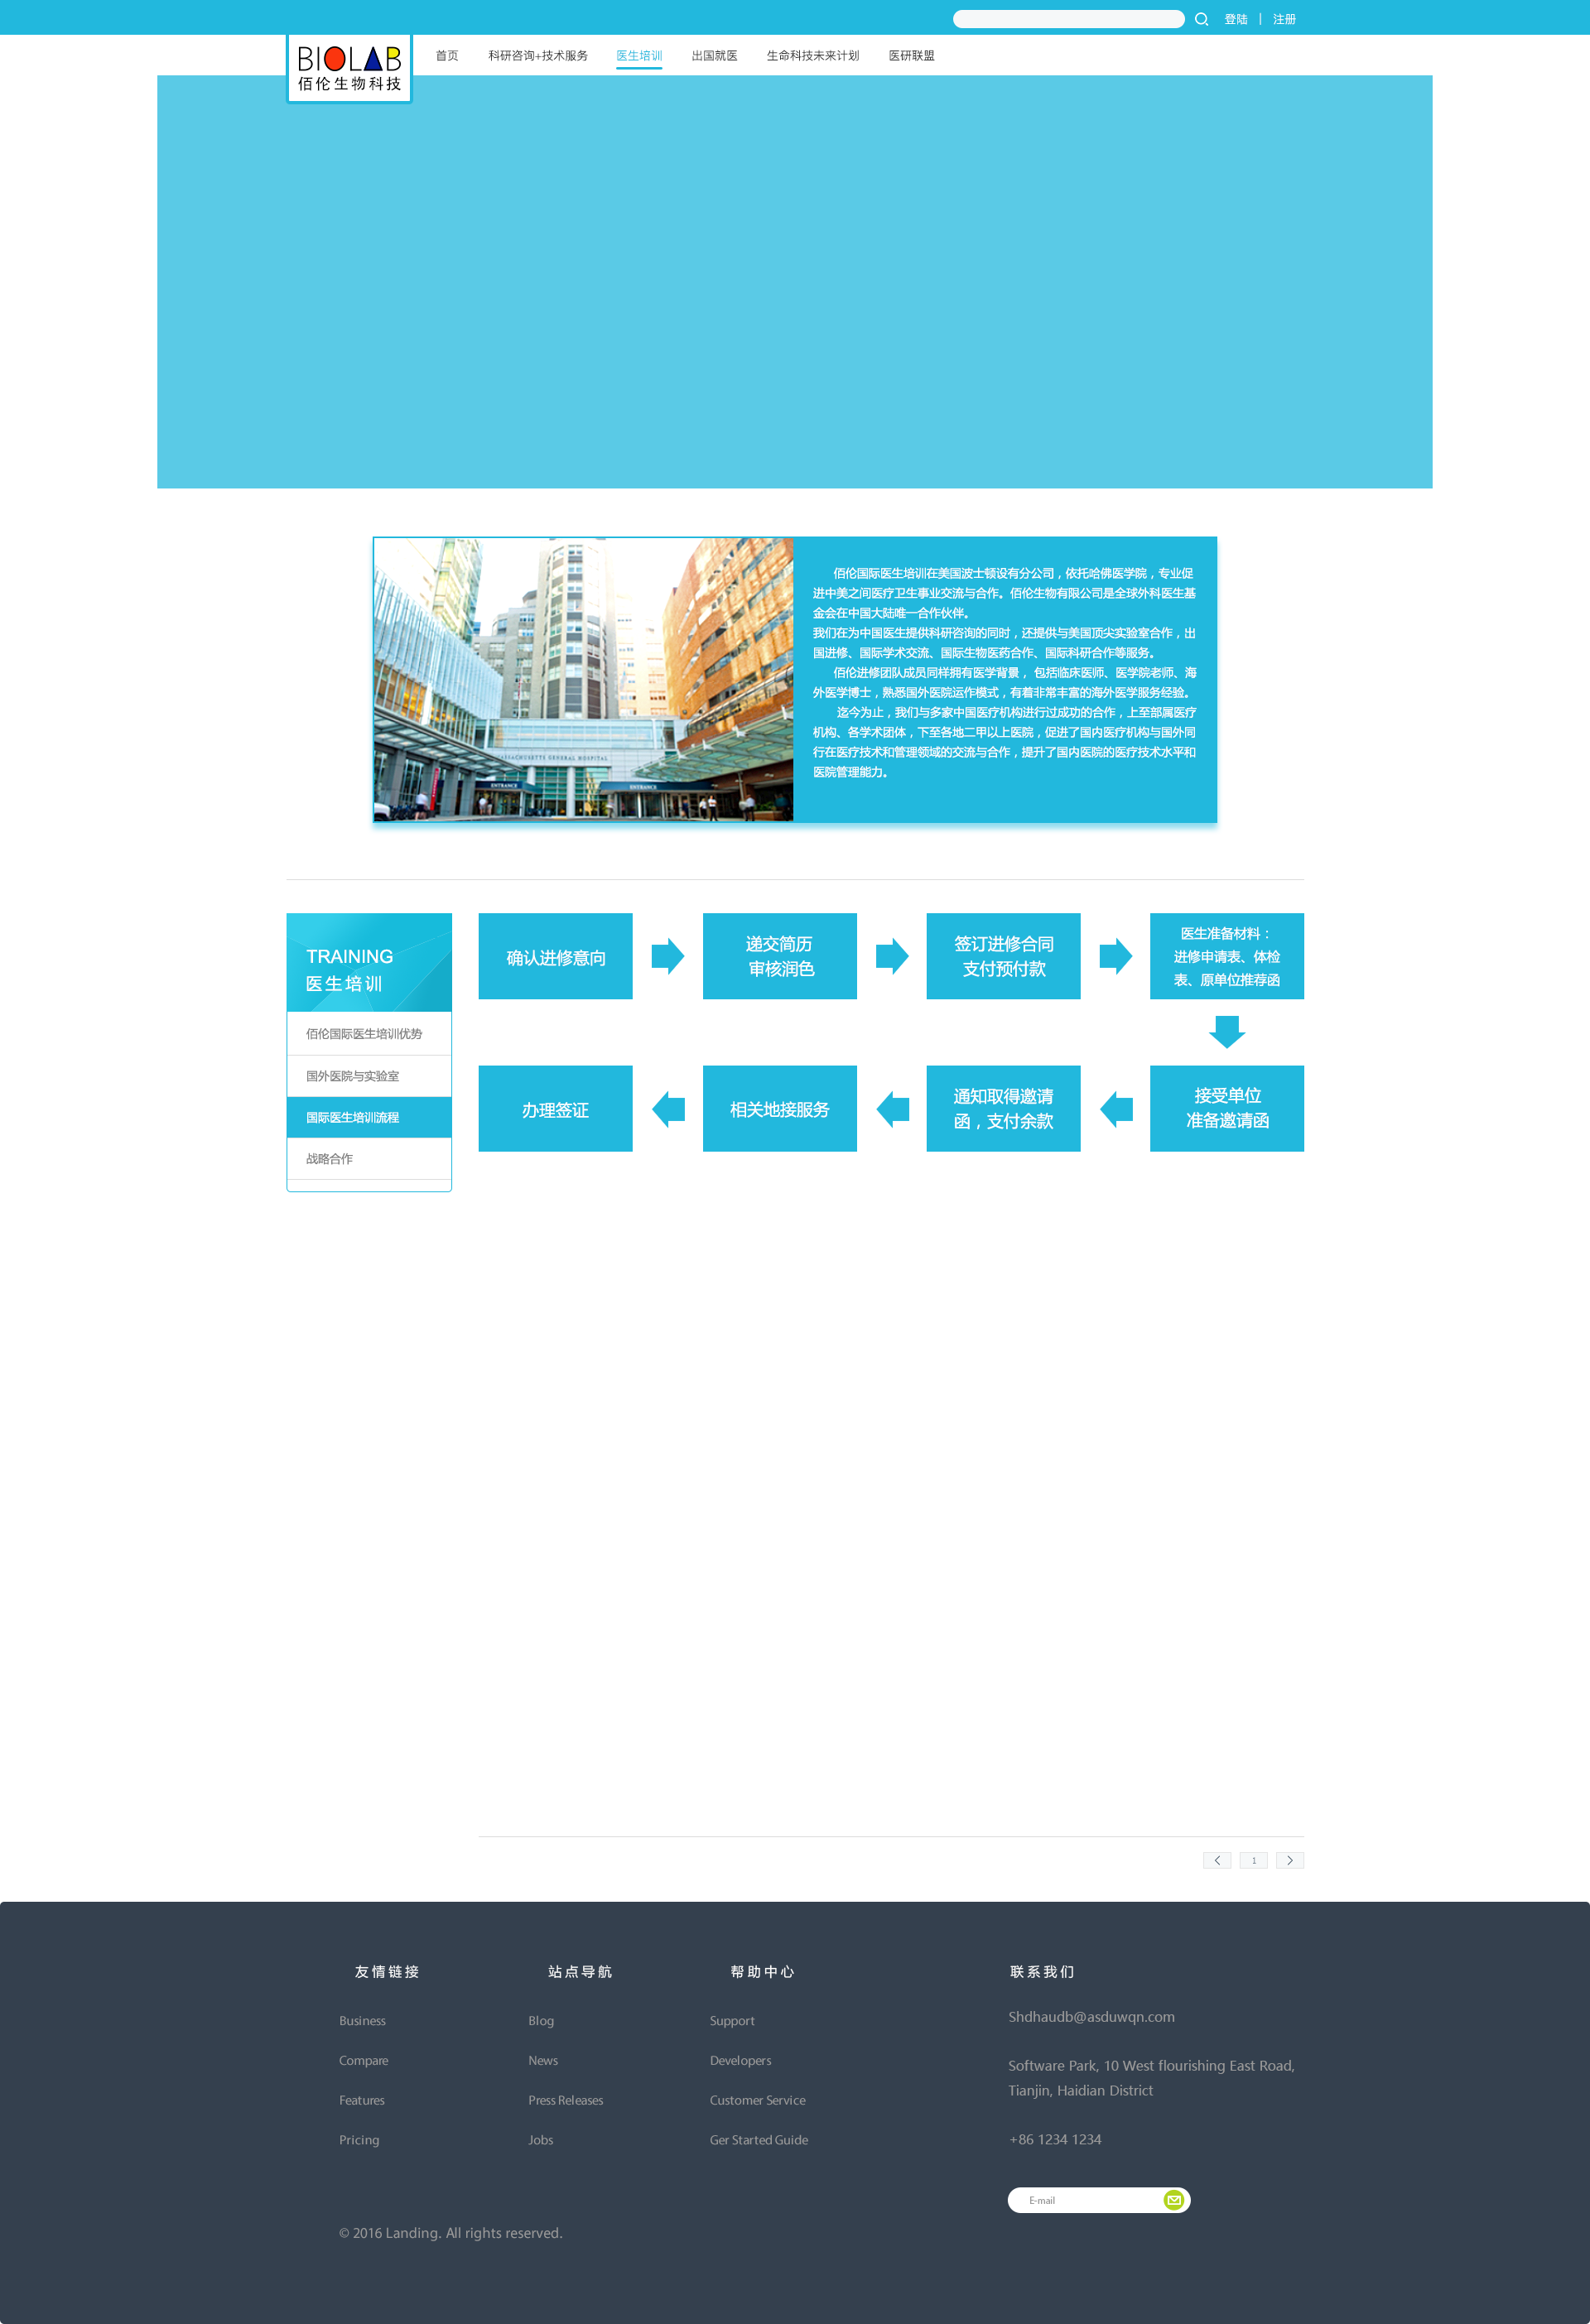 登陆 | 注册
BIOLAB
佰伦生物科技
首页 科研咨询+技术服务 医生培训 出国就医 生命科技未来计划 医研联盟
佰伦国际医生培训在美国波士顿设有分公司，依托哈佛医学院，专业促
进中美之间医疗卫生事业交流与合作。佰伦生物有限公司是全球外科医生基
金会在中国大陆唯一合作伙伴。
我们在为中国医生提供科研咨询的同时，还提供与美国顶尖实验室合作，出
国进修、国际学术交流、国际生物医药合作、国际科研合作等服务。
佰伦进修团队成员同样拥有医学背景， 包括临床医师、医学院老师、海
外医学博士，熟悉国外医院运作模式，有着非常丰富的海外医学服务经验。
迄今为止，我们与多家中国医疗机构进行过成功的合作，上至部属医疗
机构、各学术团体，下至各地二甲以上医院，促进了国内医疗机构与国外同
行在医疗技术和管理领域的交流与合作，提升了国内医院的医疗技术水平和
医院管理能力。
MASSACHUSETTS GENERAL HOSPITAL
ENTRANCE
ENTRANCE
TRAINING
医生培训
佰伦国际医生培训优势
国外医院与实验室
国际医生培训流程
战略合作
确认进修意向
递交简历
审核润色
签订进修合同
支付预付款
医生准备材料：
进修申请表、体检
表、原单位推荐函
办理签证
相关地接服务
通知取得邀请
函，支付余款
接受单位
准备邀请函
1
友情链接
Business
Compare
Features
Pricing
站点导航
Blog
News
Press Releases
Jobs
帮助中心
Support
Developers
Customer Service
Ger Started Guide
联系我们
Shdhaudb@asduwqn.com
Software Park, 10 West flourishing East Road,
Tianjin, Haidian District
+86 1234 1234
E-mail
© 2016 Landing. All rights reserved.